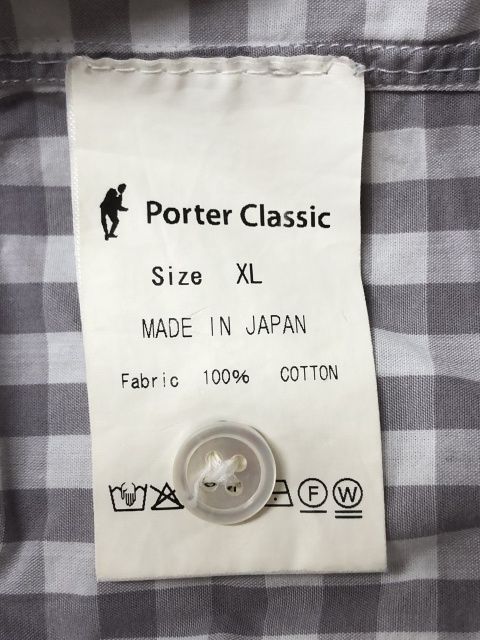 Porter Classic
Size XL
MADE IN JAPAN
Fabric 100% COTTON
F W